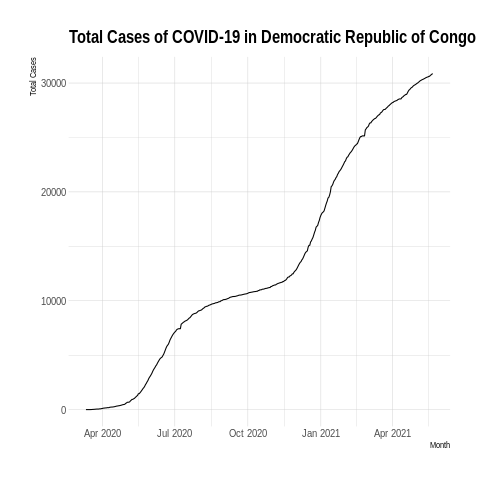 Total Cases of COVID-19 in Democratic Republic of Congo
Total Cases
30000
20000
10000
0
Apr 2020 Jul 2020 Oct 2020 Jan 2021 Apr 2021
Month